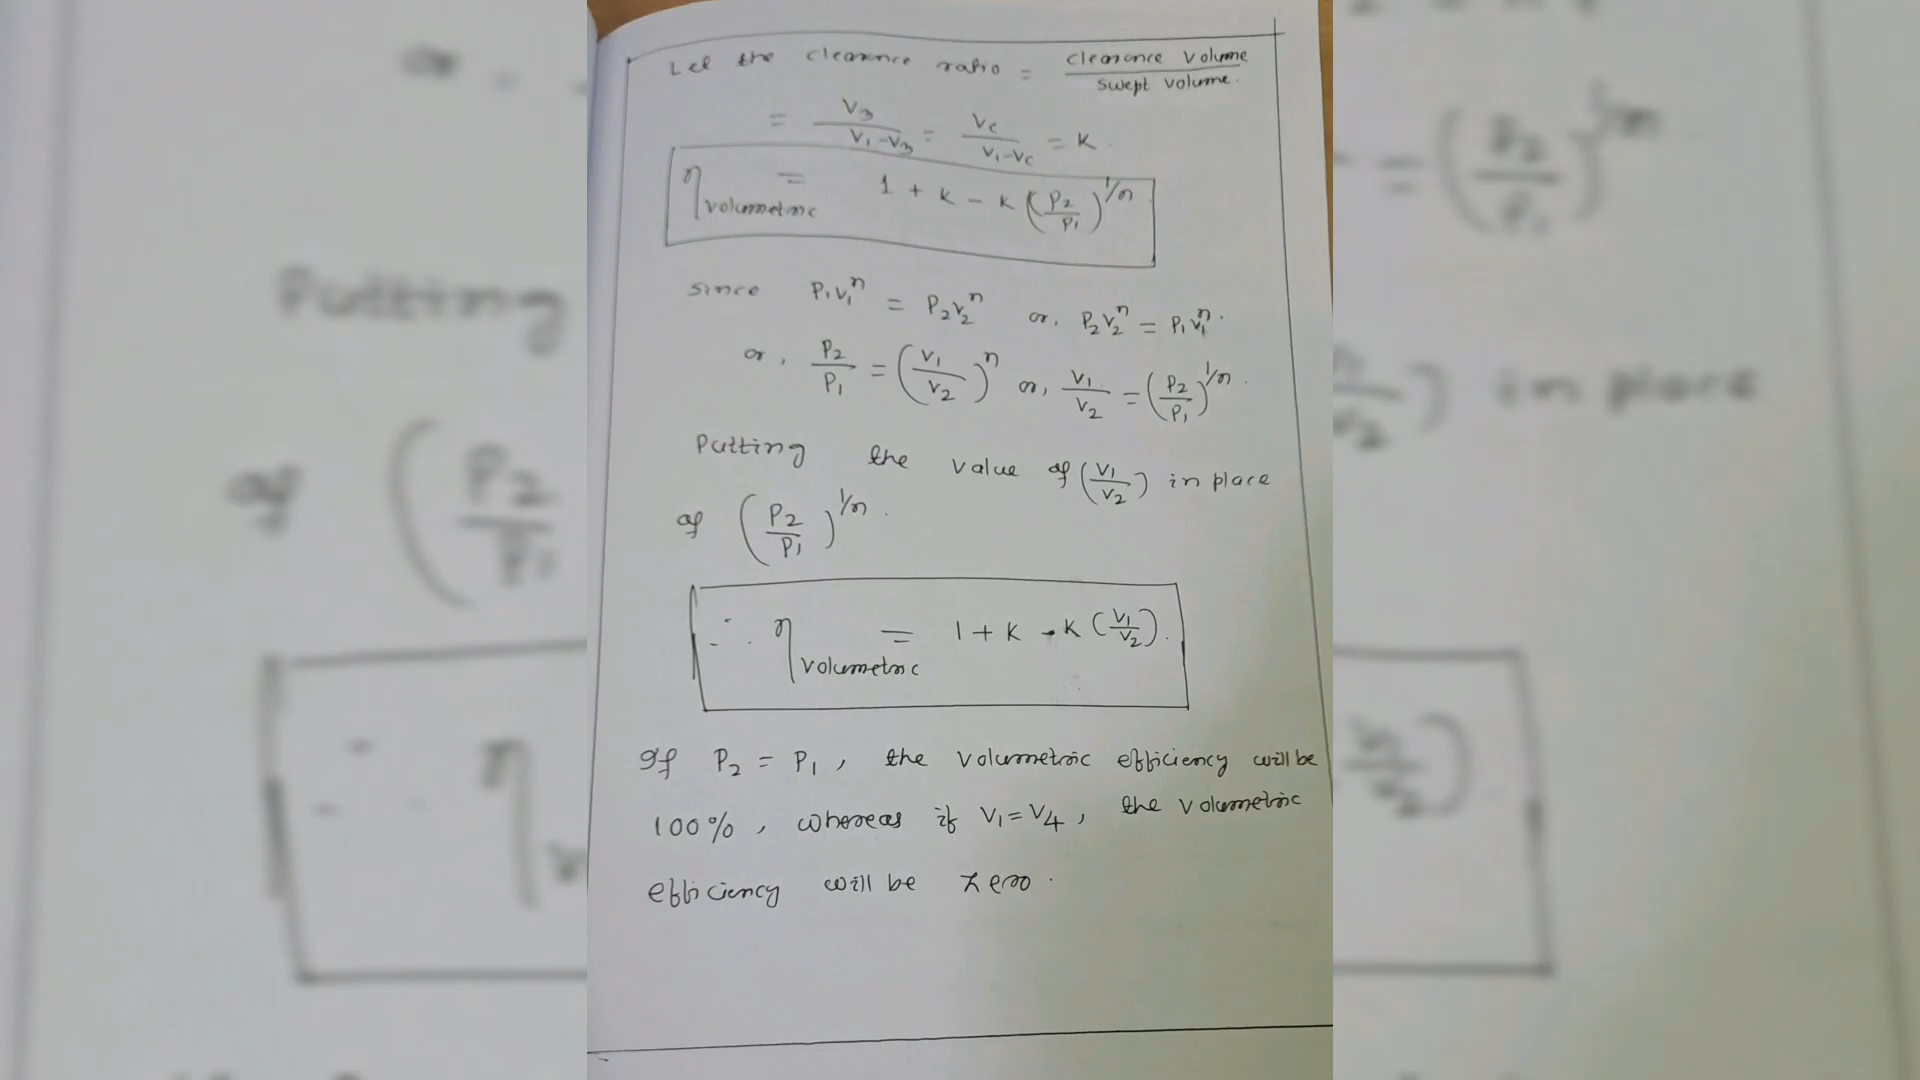 Let the clearance ratio = clearance volume / swept volume.
= V3 / (V1-V3) = Vc / (V1-Vc) = K.
η volumetric = 1 + K - K (P2/P1)^1/n
since P1V1^n = P2V2^n or, P2V2^n = P1V1^n.
or, P2/P1 = (V1/V2)^n or, V1/V2 = (P2/P1)^1/n.
Putting the value of (V1/V2) in place
of (P2/P1)^1/n.
∴ η volumetric = 1 + K - K (V1/V2).
If P2 = P1, the volumetric efficiency will be
100%, whereas if V1 = V4, the volumetric
efficiency will be zero.